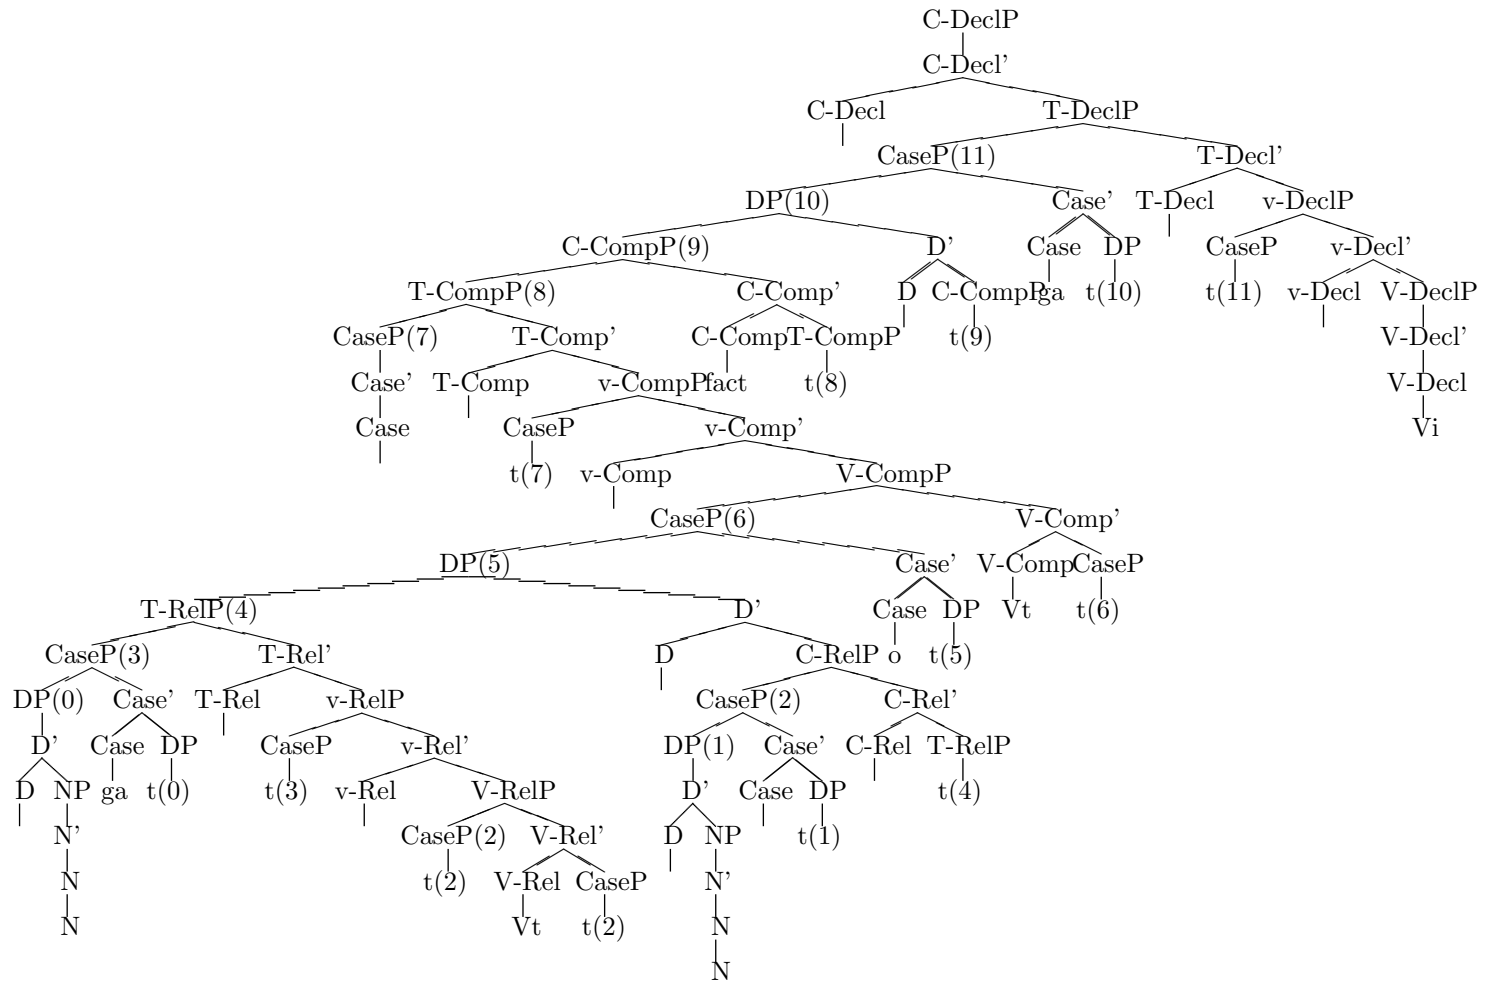 C-DeclP
C-Decl'
C-Decl T-DeclP
CaseP(11) T-Decl'
DP(10) Case' T-Decl v-DeclP
C-CompP(9) D' Case DP CaseP v-Decl'
T-CompP(8) C-Comp' D C-CompP ga t(10) t(11) v-Decl V-DeclP
CaseP(7) T-Comp' C-Comp T-CompP t(9) V-Decl'
Case' T-Comp v-CompP fact t(8) V-Decl
Case CaseP v-Comp' Vi
t(7) v-Comp V-CompP
CaseP(6) V-Comp'
DP(5) Case' V-Comp CaseP
T-RelP(4) D' Case DP Vt t(6)
CaseP(3) T-Rel' D C-RelP o t(5)
DP(0) Case' T-Rel v-RelP CaseP(2) C-Rel'
D' Case DP CaseP v-Rel' DP(1) Case' C-Rel T-RelP
D NP ga t(0) t(3) v-Rel V-RelP D' Case DP t(4)
N' CaseP(2) V-Rel' D NP t(1)
N t(2) V-Rel CaseP N'
N Vt t(2) N
N